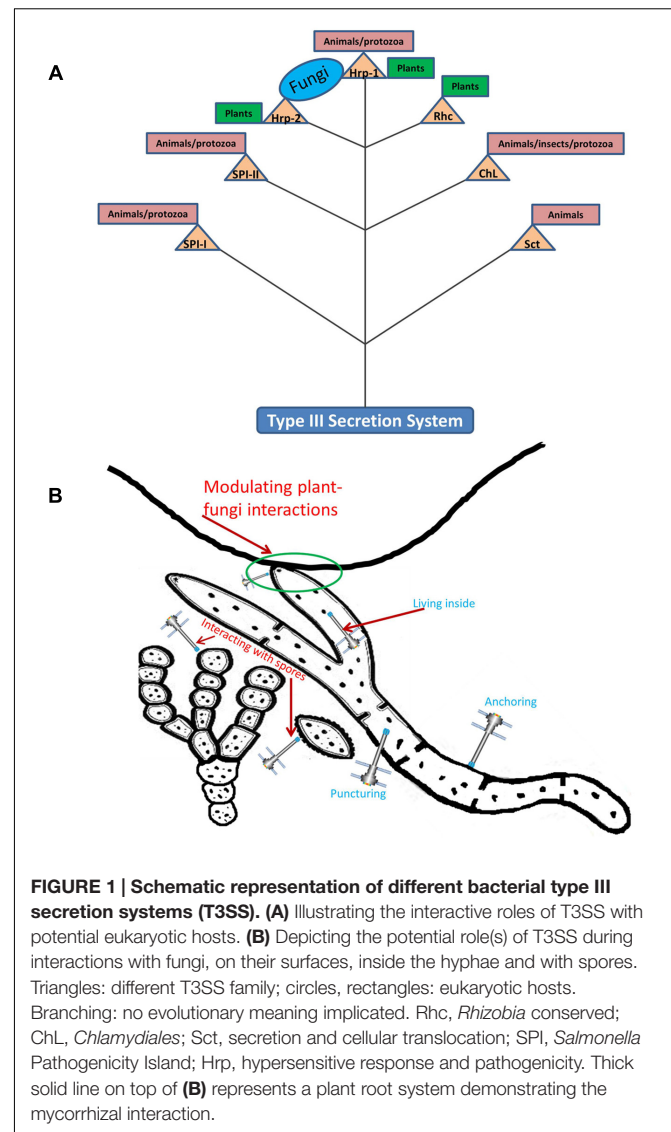 A
Animals/protozoa
Fungi
Hrp-1
Plants
Plants
Plants
Hrp-2
Rhc
Animals/protozoa
Animals/insects/protozoa
SPI-II
ChL
Animals/protozoa
Animals
SPI-I
Sct
Type III Secretion System
B
Modulating plant-
fungi interactions
Living inside
Interacting with spores
Anchoring
Puncturing
FIGURE 1 | Schematic representation of different bacterial type III
secretion systems (T3SS). (A) Illustrating the interactive roles of T3SS with
potential eukaryotic hosts. (B) Depicting the potential role(s) of T3SS during
interactions with fungi, on their surfaces, inside the hyphae and with spores.
Triangles: different T3SS family; circles, rectangles: eukaryotic hosts.
Branching: no evolutionary meaning implicated. Rhc, Rhizobia conserved;
ChL, Chlamydiales; Sct, secretion and cellular translocation; SPI, Salmonella
Pathogenicity Island; Hrp, hypersensitive response and pathogenicity. Thick
solid line on top of (B) represents a plant root system demonstrating the
mycorrhizal interaction.